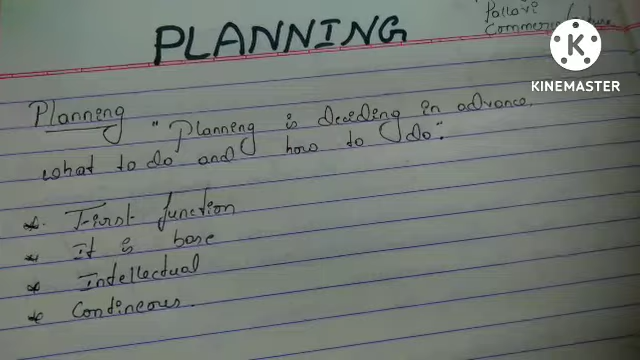 PLANNING
Pallavi
Commerce
KINEMASTER
Planning "Planning is deciding in advance.
what to do and how to do."
* First function
* It is base
* Intellectual
* Contineous.